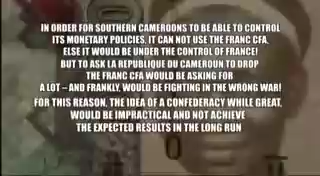 IN ORDER FOR SOUTHERN CAMEROONS TO BE ABLE TO CONTROL
ITS MONETARY POLICIES, IT CAN NOT USE THE FRANC CFA,
ELSE IT WOULD BE UNDER THE CONTROL OF FRANCE!
BUT TO ASK LA REPUBLIQUE DU CAMEROUN TO DROP
THE FRANC CFA WOULD BE ASKING FOR
A LOT – AND FRANKLY, WOULD BE FIGHTING IN THE WRONG WAR!
FOR THIS REASON, THE IDEA OF A CONFEDERACY WHILE GREAT,
WOULD BE IMPRACTICAL AND NOT ACHIEVE
THE EXPECTED RESULTS IN THE LONG RUN